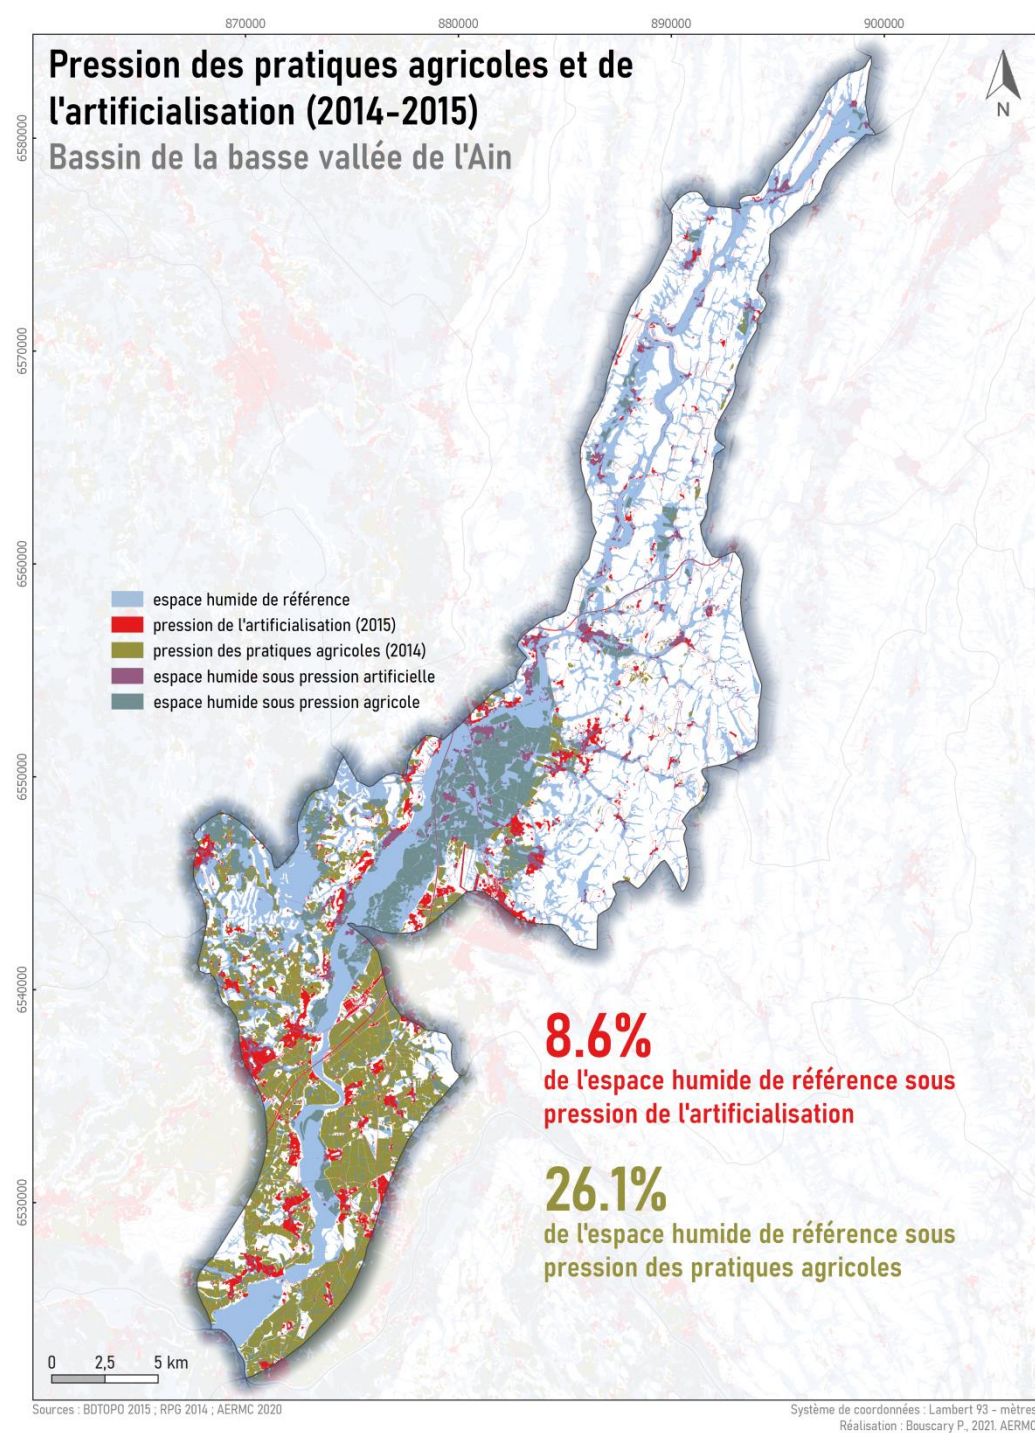 870000
880000
890000
900000
Pression des pratiques agricoles et de
l'artificialisation (2014-2015)
Bassin de la basse vallée de l'Ain
N
6580000
6570000
6560000
6550000
6540000
6530000
espace humide de référence
pression de l'artificialisation (2015)
pression des pratiques agricoles (2014)
espace humide sous pression artificielle
espace humide sous pression agricole
8.6%
de l'espace humide de référence sous
pression de l'artificialisation
26.1%
de l'espace humide de référence sous
pression des pratiques agricoles
0 2,5 5 km
Sources : BDTOPO 2015 ; RPG 2014 ; AERMC 2020
Système de coordonnées : Lambert 93 - mètres
Réalisation : Bouscary P., 2021. AERMC